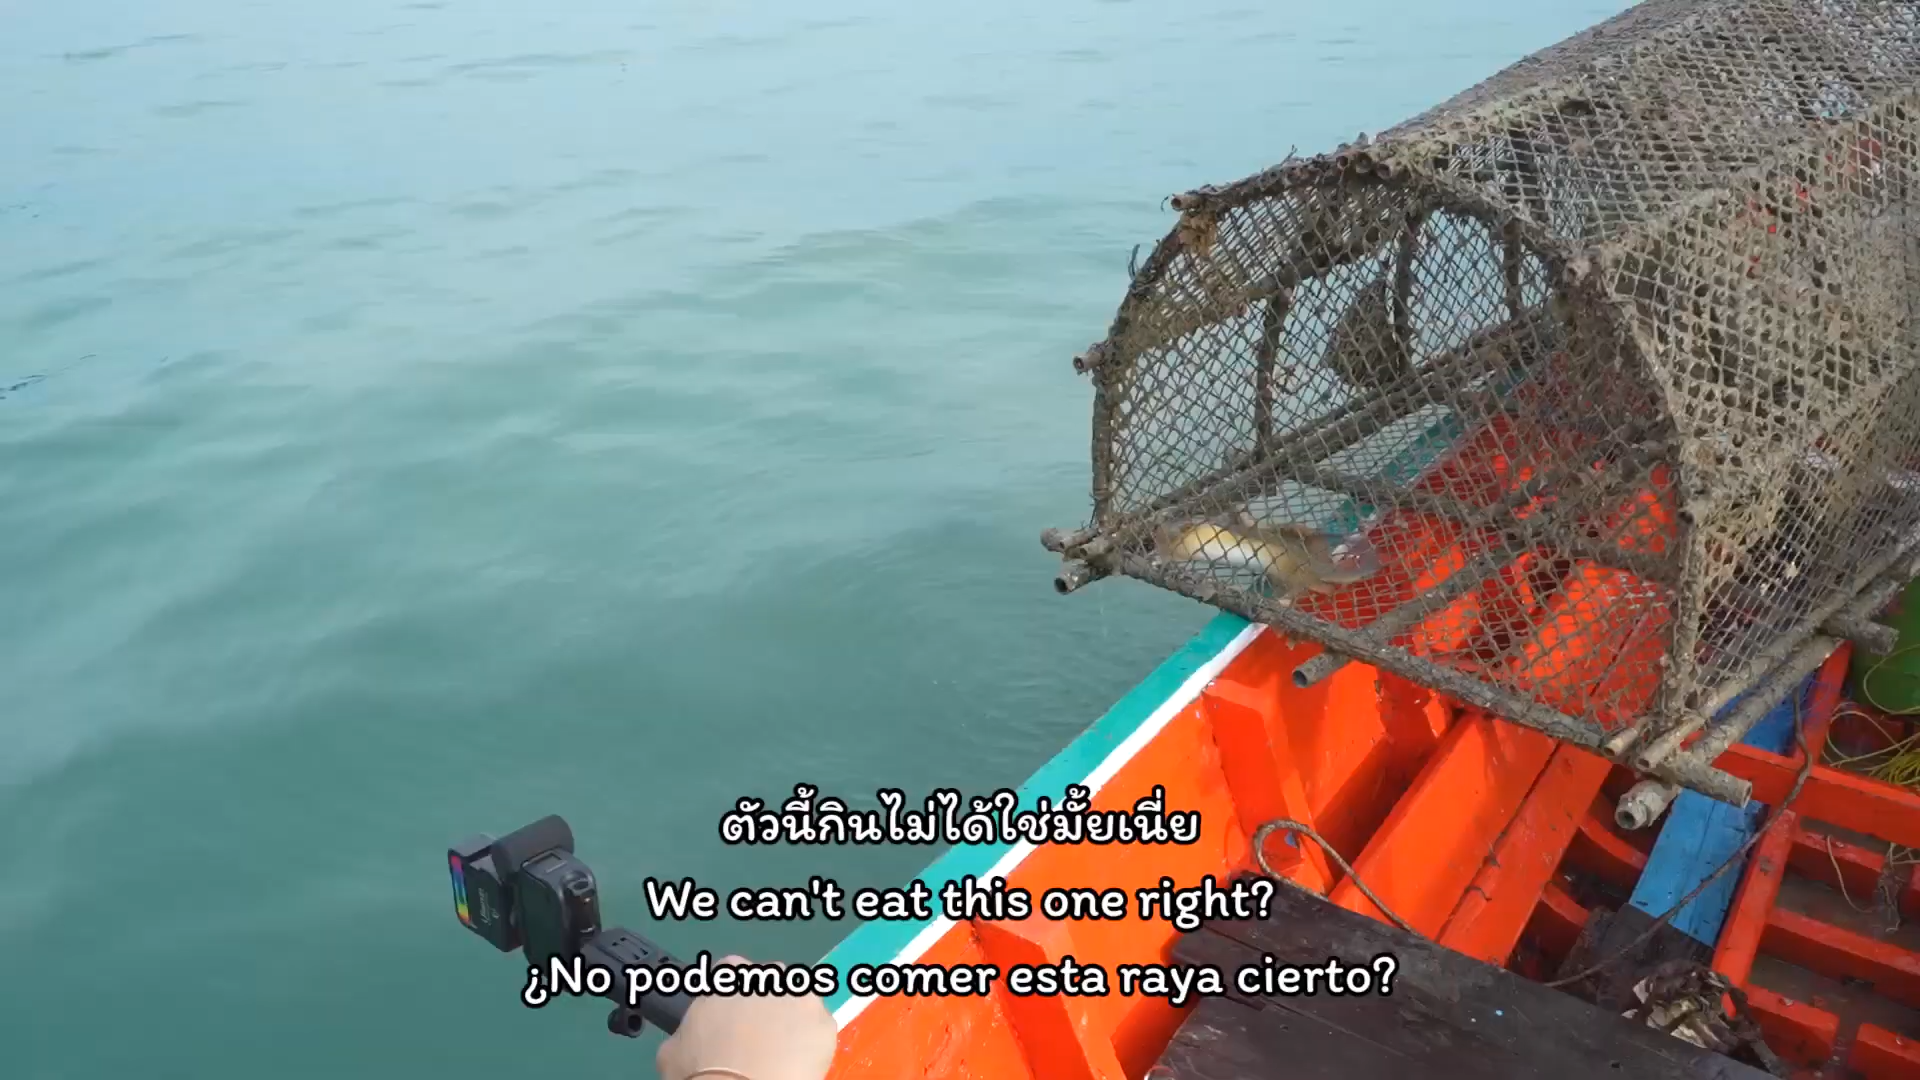 ตัวนี้กินไม่ได้ใช่มั้ยเนี่ย
We can't eat this one right?
¿No podemos comer esta raya cierto?